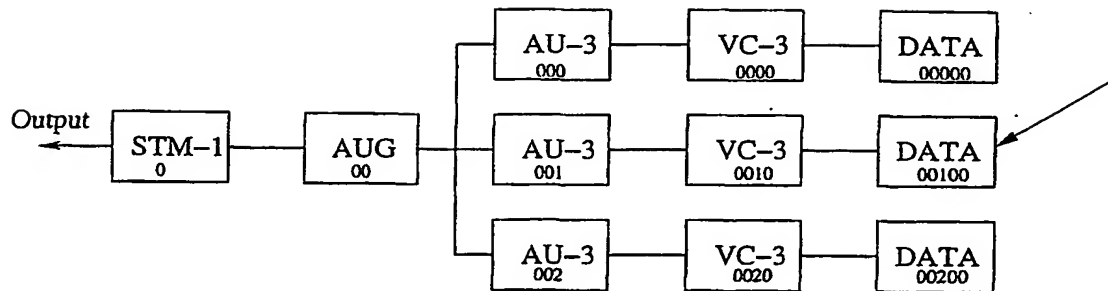 AU–3 VC–3 DATA
000 0000 00000
Output
STM–1 AUG AU–3 VC–3 DATA
0 00 001 0010 00100
AU–3 VC–3 DATA
002 0020 00200